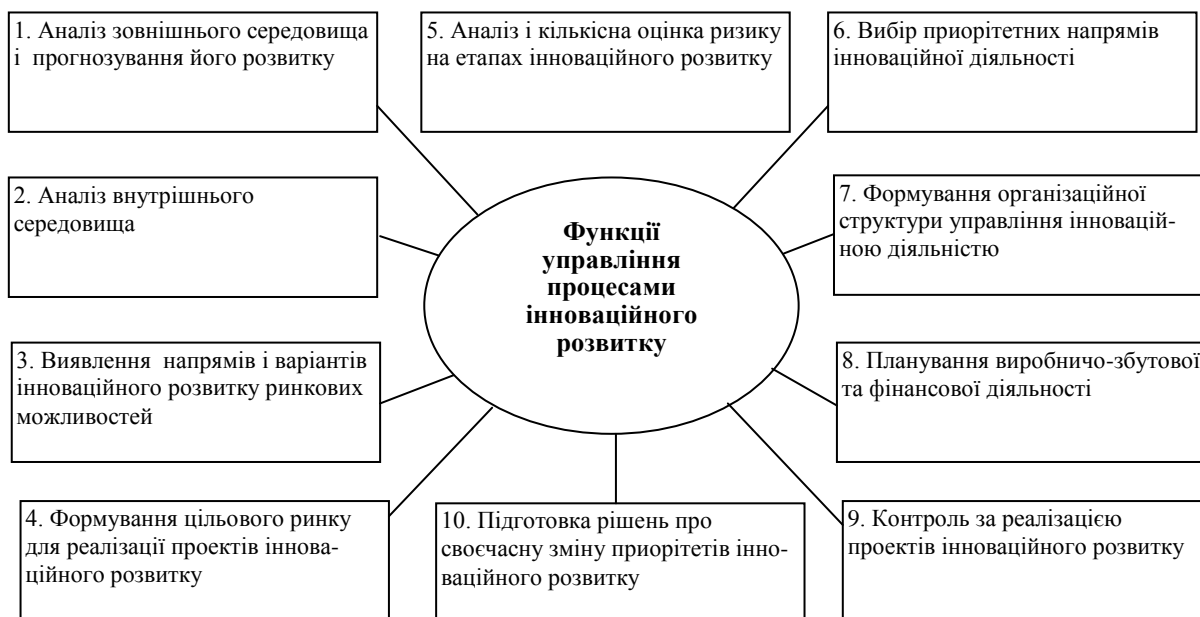 1. Аналіз зовнішнього середовища
і прогнозування його розвитку
5. Аналіз і кількісна оцінка ризику
на етапах інноваційного розвитку
6. Вибір приорітетних напрямів
інноваційної діяльності
2. Аналіз внутрішнього
середовища
Функції
управління
процесами
інноваційного
розвитку
7. Формування організаційної
структури управління інновацій-
ною діяльністю
3. Виявлення напрямів і варіантів
інноваційного розвитку ринкових
можливостей
8. Планування виробничо-збутової
та фінансової діяльності
4. Формування цільового ринку
для реалізації проектів іннова-
ційного розвитку
10. Підготовка рішень про
своєчасну зміну приорітетів інно-
ваційного розвитку
9. Контроль за реалізацією
проектів інноваційного розвитку